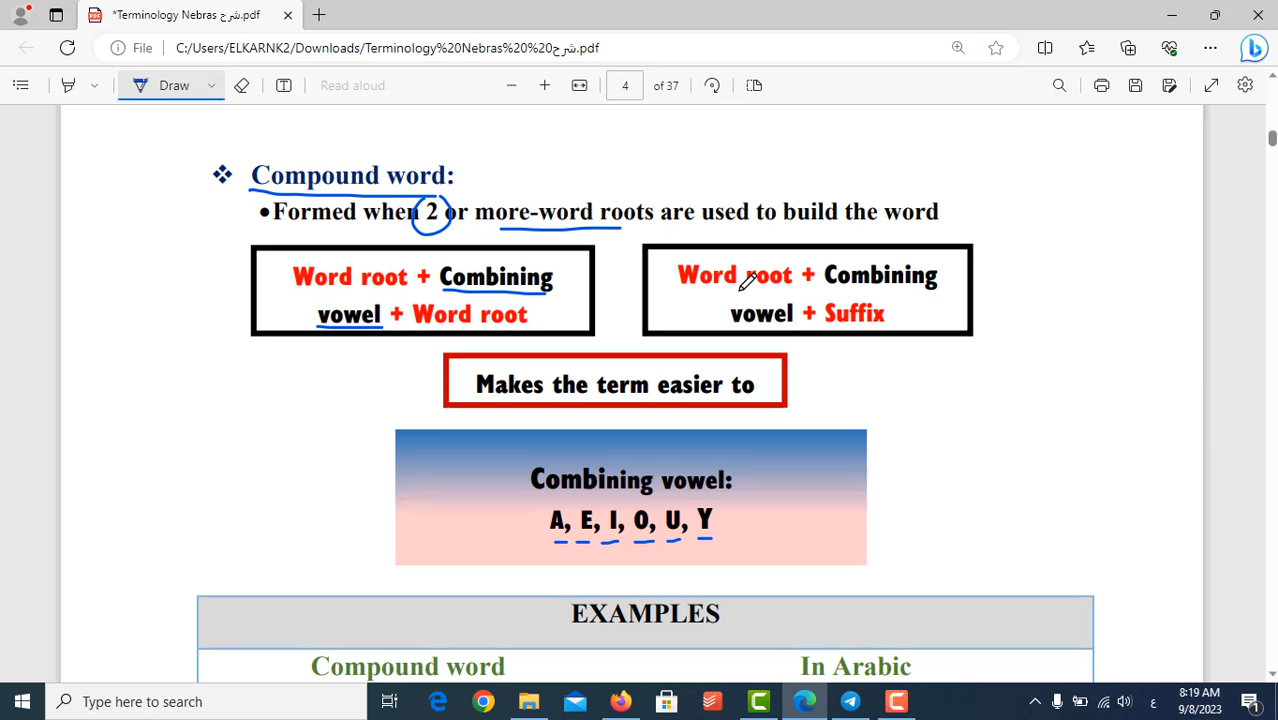 *Terminology Nebras شرح.pdf
File
C:/Users/ELKARNK2/Downloads/Terminology%20Nebras%20%20شرح.pdf
Draw
Read aloud
4
of 37
❖ Compound word:
•Formed when 2 or more-word roots are used to build the word
Word root + Combining
vowel + Word root
Word root + Combining
vowel + Suffix
Makes the term easier to
Combining vowel:
A, E, I, O, U, Y
EXAMPLES
Compound word
In Arabic
Type here to search
ع
8:19 AM
9/8/2023
1